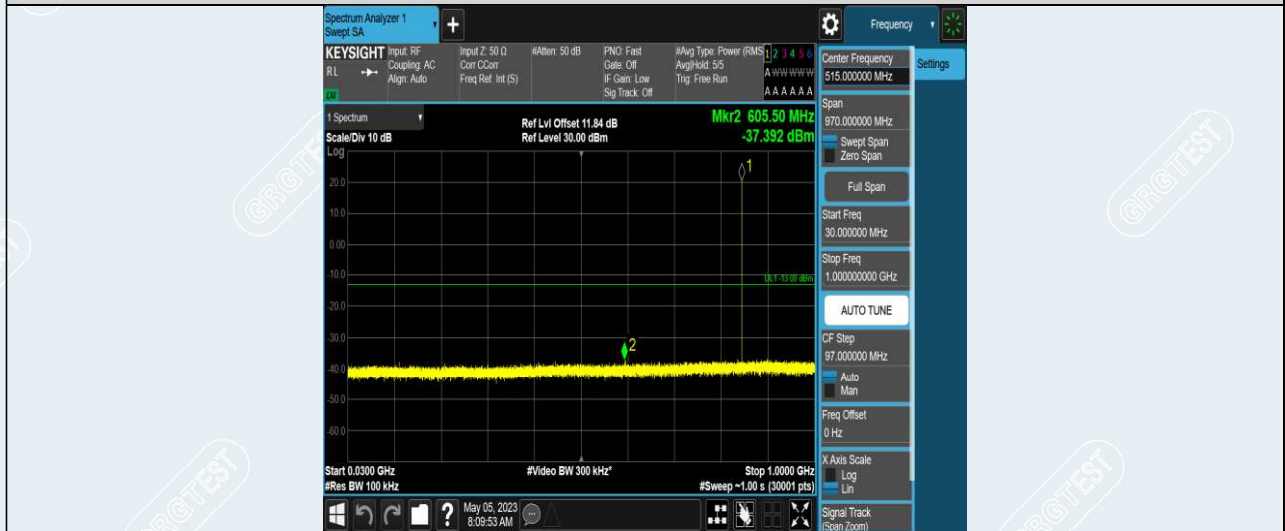 Spectrum Analyzer 1
Swept SA
+
Frequency
KEYSIGHT
Input: RF
Coupling: AC
Align: Auto
Input Z: 50 Ω
Corr CCorr
Freq Ref: Int (S)
#Atten: 50 dB
PNO: Fast
Gate: Off
IF Gain: Low
Sig Track: Off
#Avg Type: Power (RMS
Avg|Hold: 5/5
Trig: Free Run
1 2 3 4 5 6
A W W W W W
A A A A A A
RL
Center Frequency
515.000000 MHz
Settings
Span
970.000000 MHz
Swept Span
Zero Span
Full Span
Start Freq
30.000000 MHz
Stop Freq
1.000000000 GHz
AUTO TUNE
CF Step
97.000000 MHz
Auto
Man
Freq Offset
0 Hz
X Axis Scale
Log
Lin
Signal Track
(Span Zoom)
1 Spectrum
Scale/Div 10 dB
Log
Ref Lvl Offset 11.84 dB
Ref Level 30.00 dBm
Mkr2 605.50 MHz
-37.392 dBm
1
20.0
10.0
0.00
-10.0
DL1 -13.00 dBm
-20.0
-30.0
2
-40.0
-50.0
-60.0
Start 0.0300 GHz
#Res BW 100 kHz
#Video BW 300 kHz*
Stop 1.0000 GHz
#Sweep ~1.00 s (30001 pts)
?
May 05, 2023
8:09:53 AM
GRGTEST
GRGTEST
GRGTEST
GRGTEST